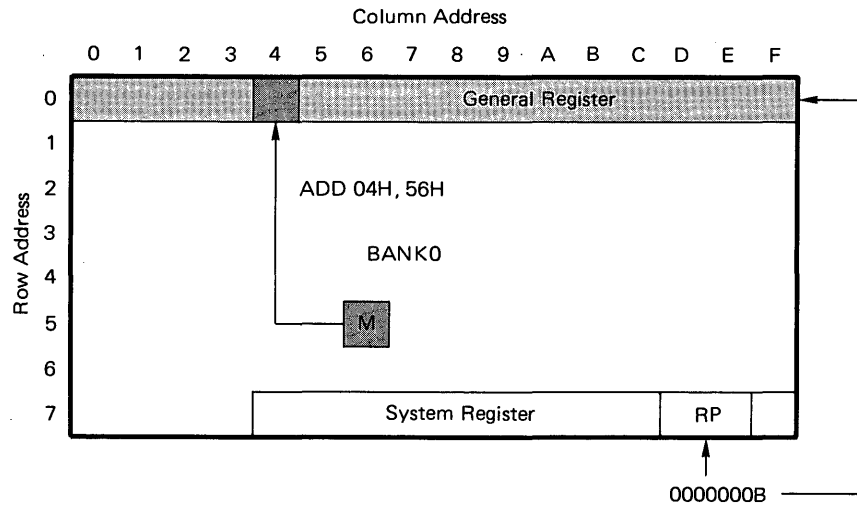 Column Address
0 1 2 3 4 5 6 7 8 9 A B C D E F
Row Address
0 General Register
1
2 ADD 04H, 56H
3 BANK0
4
5 M
6
7 System Register RP
0000000B